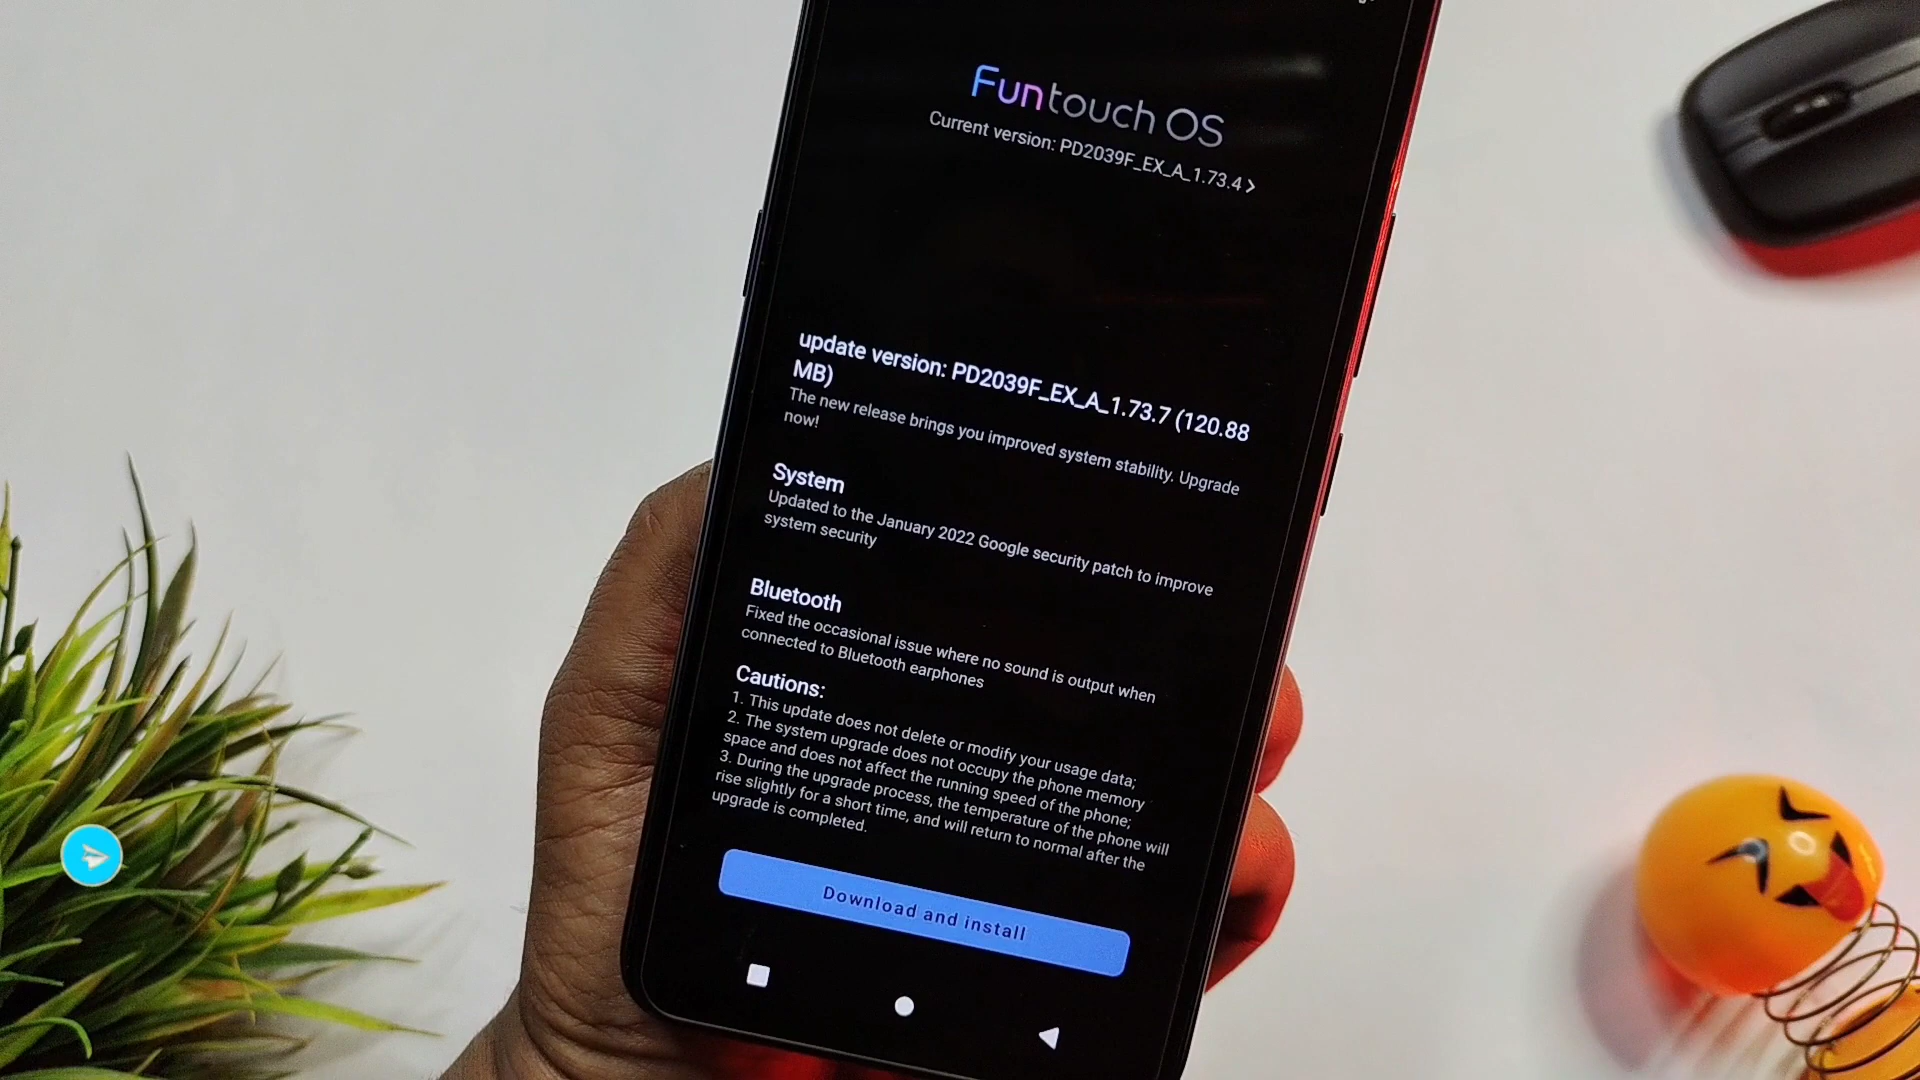 Funtouch OS
Current version: PD2039F_EX_A_1.73.4 >
update version: PD2039F_EX_A_1.73.7 (120.88
MB)
The new release brings you improved system stability. Upgrade
now!
System
Updated to the January 2022 Google security patch to improve
system security
Bluetooth
Fixed the occasional issue where no sound is output when
connected to Bluetooth earphones
Cautions:
1. This update does not delete or modify your usage data;
2. The system upgrade does not occupy the phone memory
space and does not affect the running speed of the phone;
3. During the upgrade process, the temperature of the phone will
rise slightly for a short time, and will return to normal after the
upgrade is completed.
Download and install